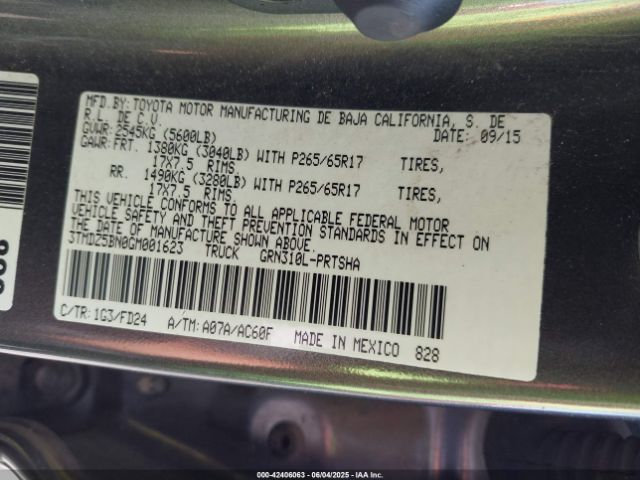 MFD.BY: TOYOTA MOTOR MANUFACTURING DE BAJA CALIFORNIA, S. DE
R.L. DE C.V. DATE: 09/15
GVWR: 2545KG (5600LB)
GAWR: FRT. 1380KG (3040LB) WITH P265/65R17 TIRES,
17X7.5 RIMS,
RR. 1490KG (3280LB) WITH P265/65R17 TIRES,
17X7.5 RIMS.
THIS VEHICLE CONFORMS TO ALL APPLICABLE FEDERAL MOTOR
VEHICLE SAFETY AND THEFT PREVENTION STANDARDS IN EFFECT ON
THE DATE OF MANUFACTURE SHOWN ABOVE.
3TMDZ5BN0GM001623 TRUCK GRN310L-PRTSHA
C/TR: 1G3/FD24 A/TM: A07A/AC60F MADE IN MEXICO 828
000-42406063 - 06/04/2025 - IAA Inc.